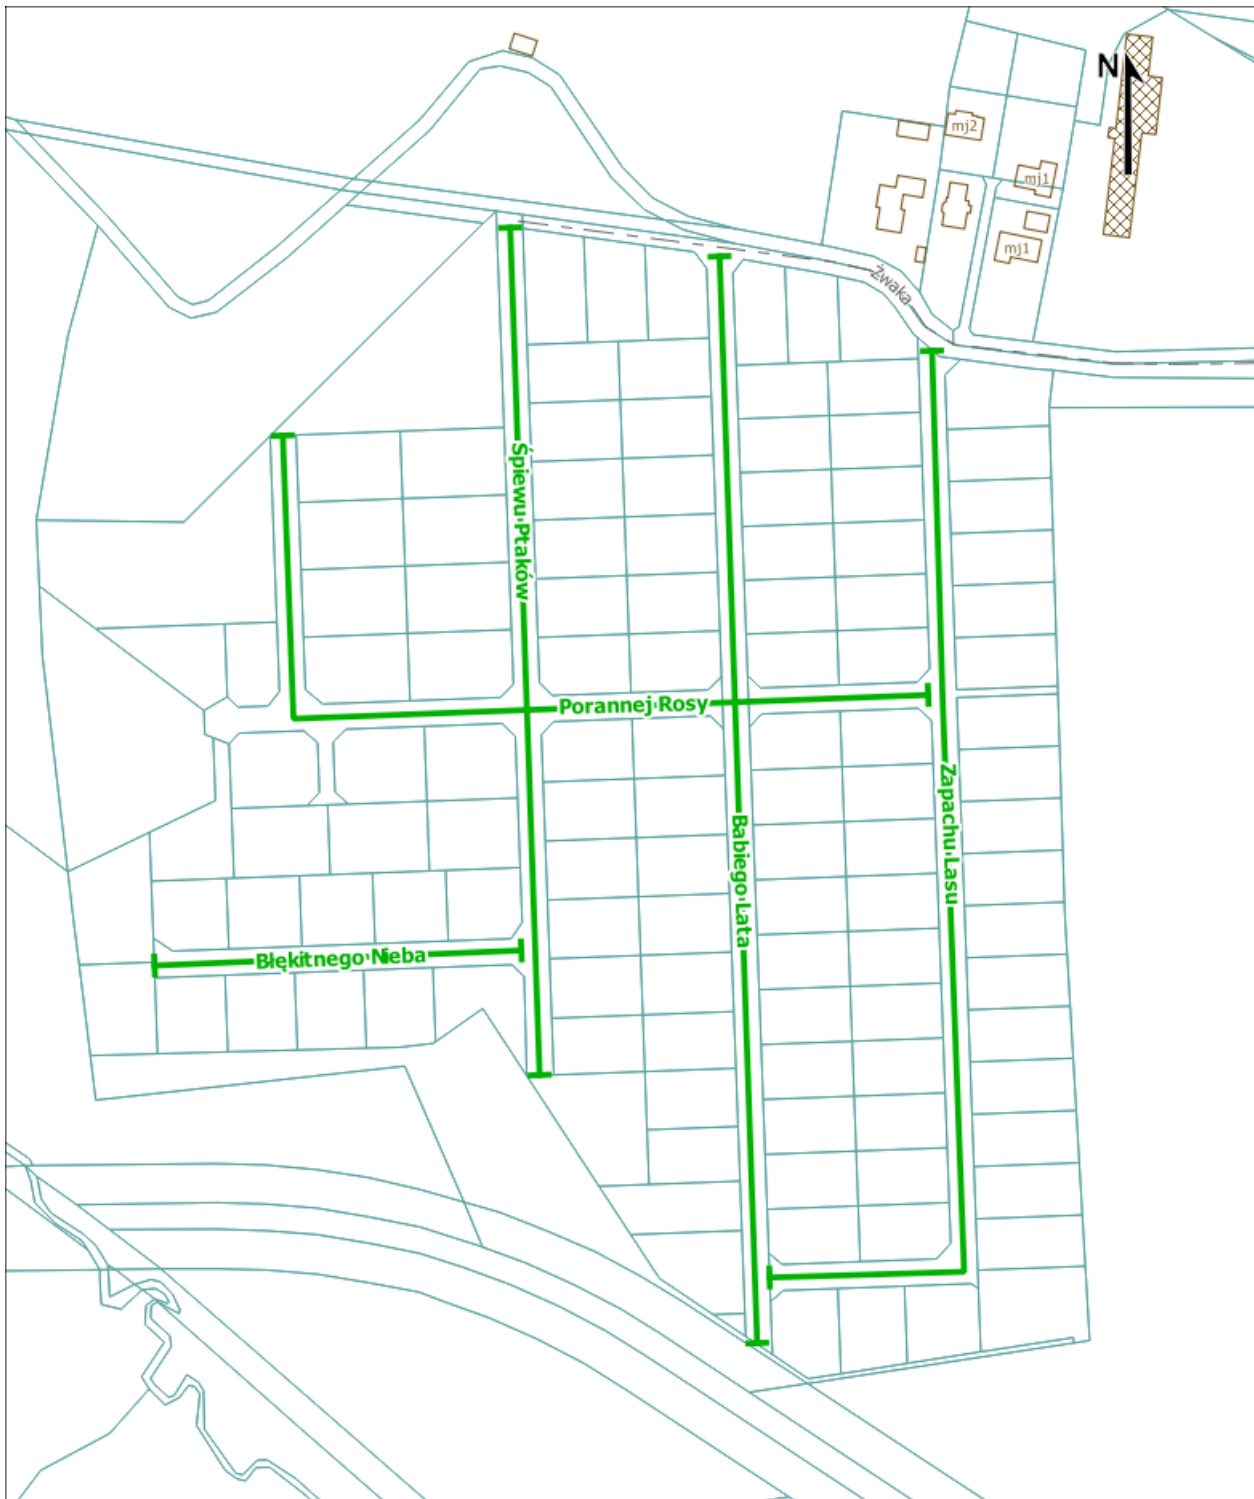 N
mj2
mj1
mj1
Żwaka
Śpiewu Ptaków
Porannej Rosy
Zapachu Lasu
Babiego Lata
Błękitnego Nieba